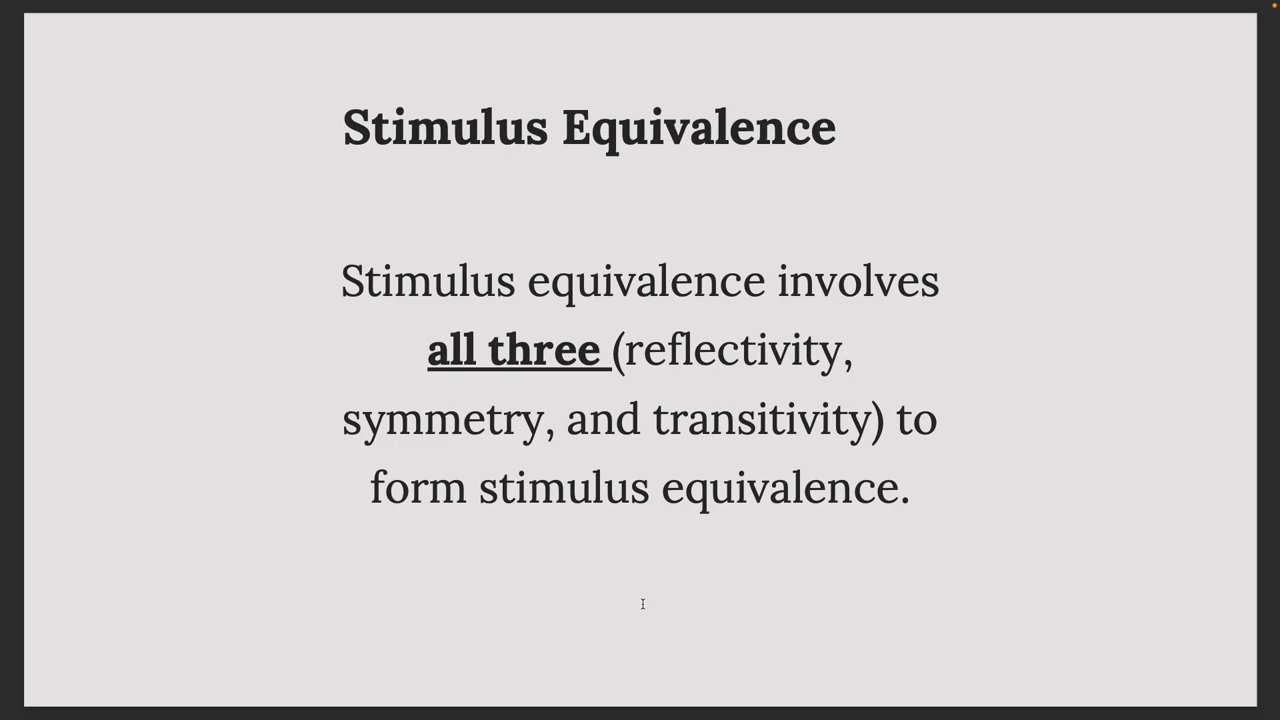 Stimulus Equivalence
Stimulus equivalence involves
all three (reflectivity,
symmetry, and transitivity) to
form stimulus equivalence.